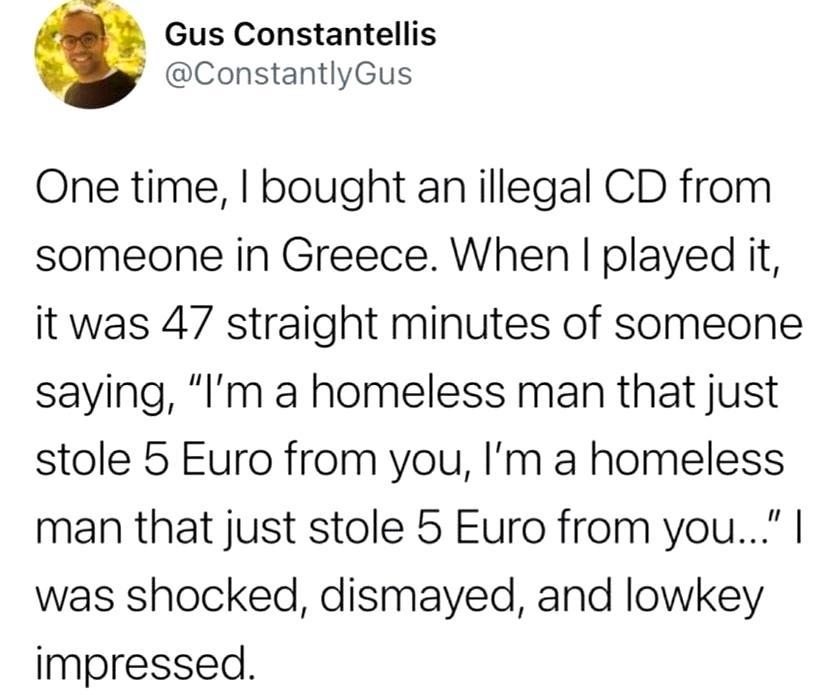 Gus Constantellis
@ConstantlyGus
One time, I bought an illegal CD from
someone in Greece. When I played it,
it was 47 straight minutes of someone
saying, “I’m a homeless man that just
stole 5 Euro from you, I’m a homeless
man that just stole 5 Euro from you...” I
was shocked, dismayed, and lowkey
impressed.